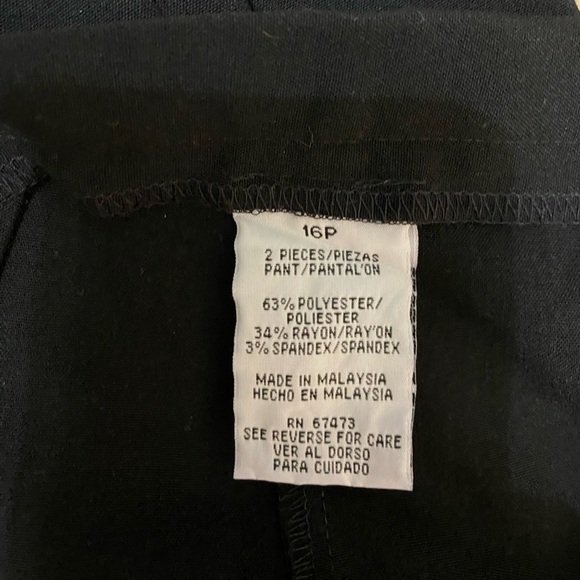 16P
2 PIECES/PIEZAS
PANT/PANTAL'ON
63% POLYESTER/
POLIESTER
34% RAYON/RAY'ON
3% SPANDEX/SPANDEX
MADE IN MALAYSIA
HECHO EN MALAYSIA
RN 67473
SEE REVERSE FOR CARE
VER AL DORSO
PARA CUIDADO